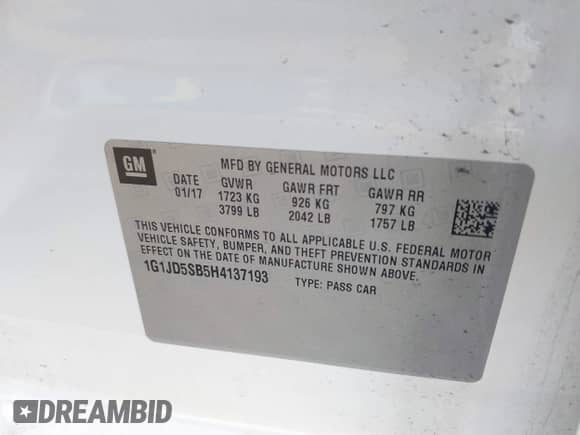 GM
MFD BY GENERAL MOTORS LLC
DATE GVWR GAWR FRT GAWR RR
01/17 1723 KG 926 KG 797 KG
3799 LB 2042 LB 1757 LB
THIS VEHICLE CONFORMS TO ALL APPLICABLE U.S. FEDERAL MOTOR
VEHICLE SAFETY, BUMPER, AND THEFT PREVENTION STANDARDS IN
EFFECT ON THE DATE OF MANUFACTURE SHOWN ABOVE.
1G1JD5SB5H4137193 TYPE: PASS CAR
DREAMBID